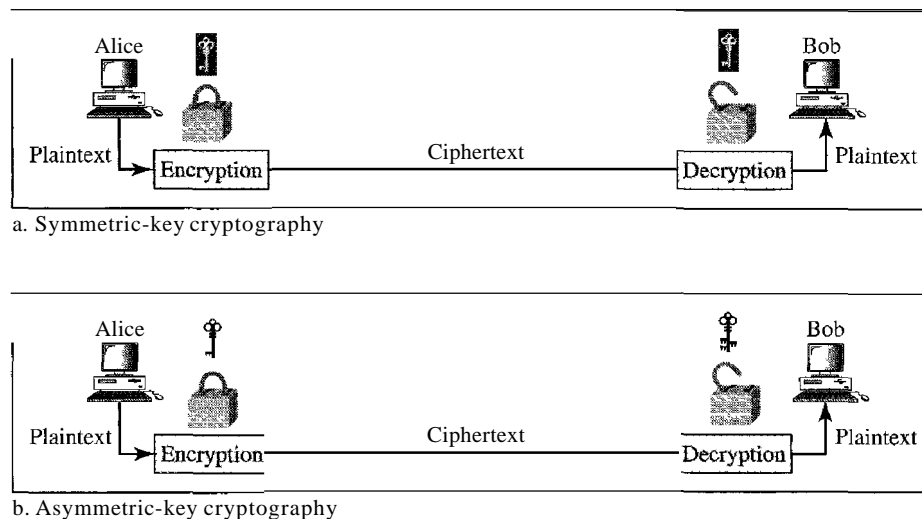 Alice
Bob
Plaintext
Encryption
Ciphertext
Decryption
Plaintext
a. Symmetric-key cryptography
Alice
Bob
Plaintext
Encryption
Ciphertext
Decryption
Plaintext
b. Asymmetric-key cryptography